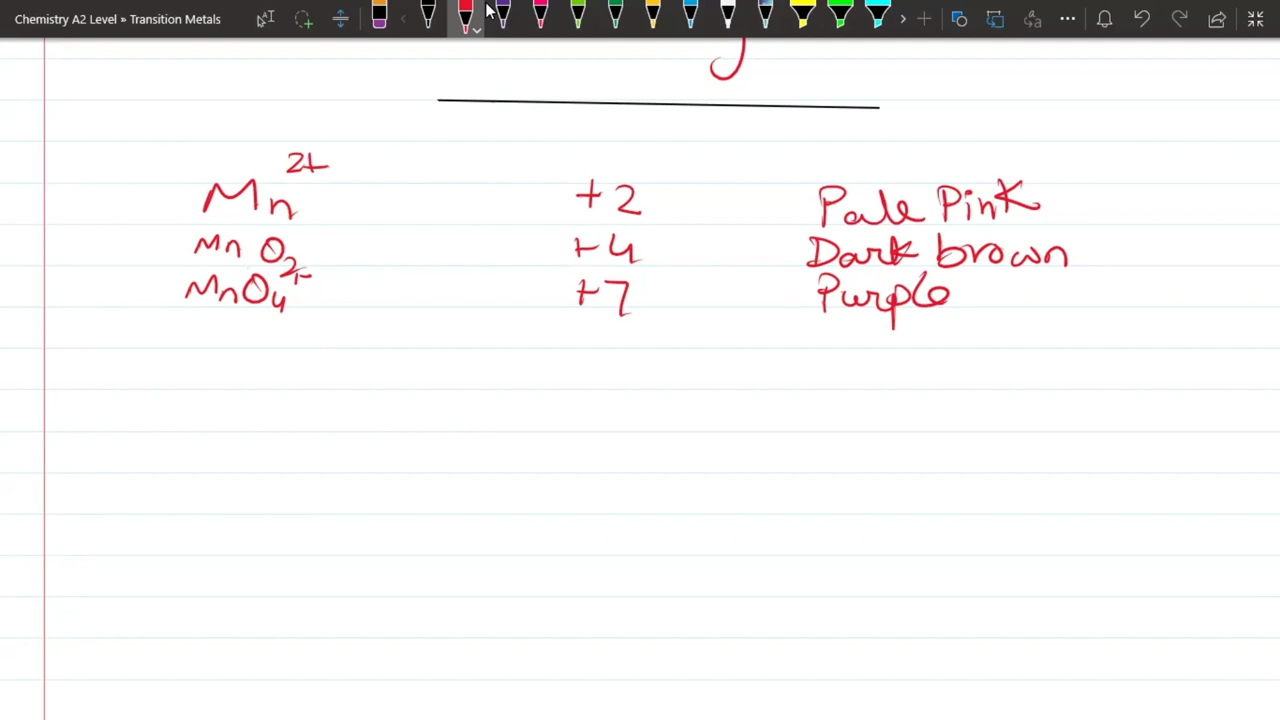 Chemistry A2 Level » Transition Metals
Mn²⁺ +2 Pale Pink
MnO₂ +4 Dark brown
MnO₄⁺ +7 Purple